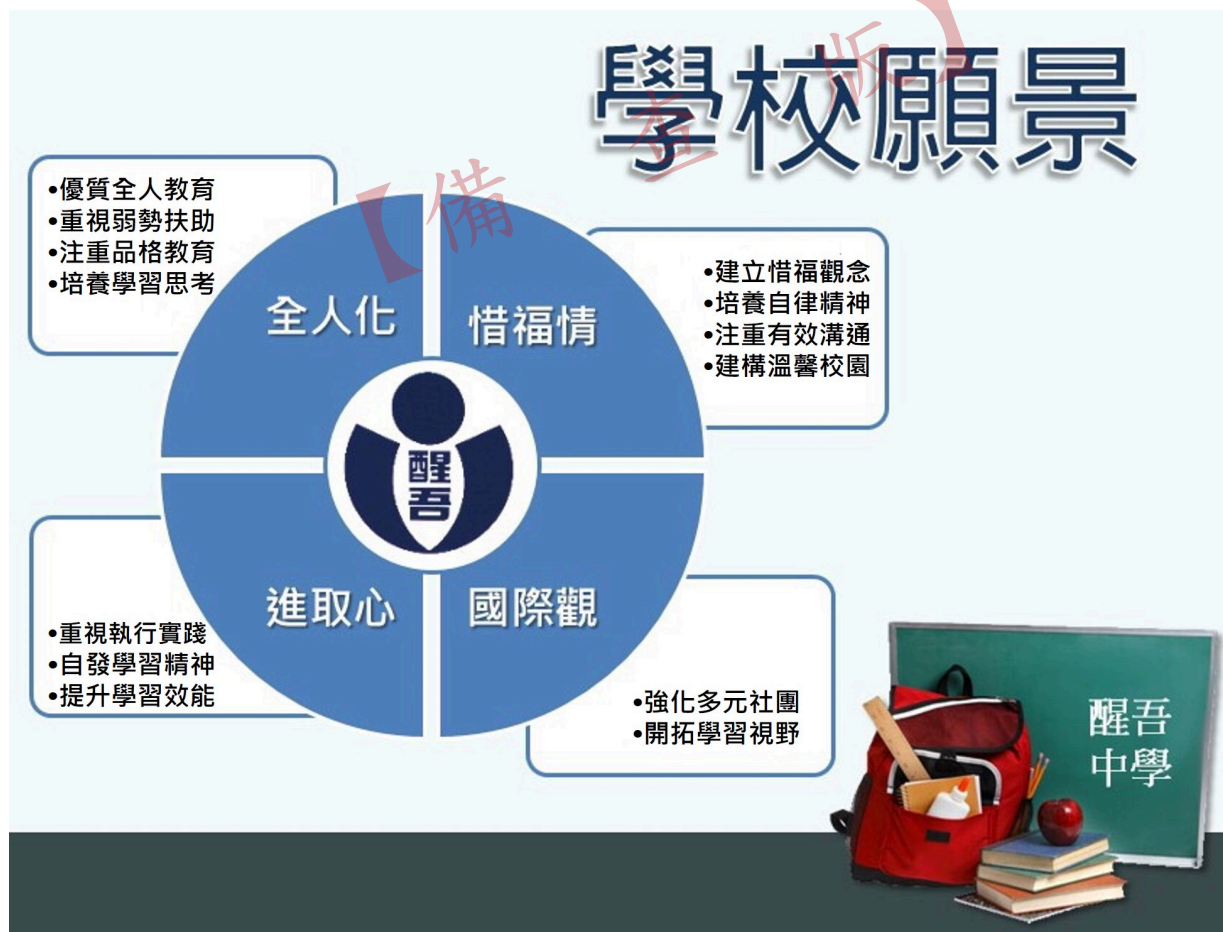 學校願景
【備查版】
•優質全人教育
•重視弱勢扶助
•注重品格教育
•培養學習思考
全人化
惜福情
•建立惜福觀念
•培養自律精神
•注重有效溝通
•建構溫馨校園
醒
吾
進取心
國際觀
•重視執行實踐
•自發學習精神
•提升學習效能
•強化多元社團
•開拓學習視野
醒吾
中學